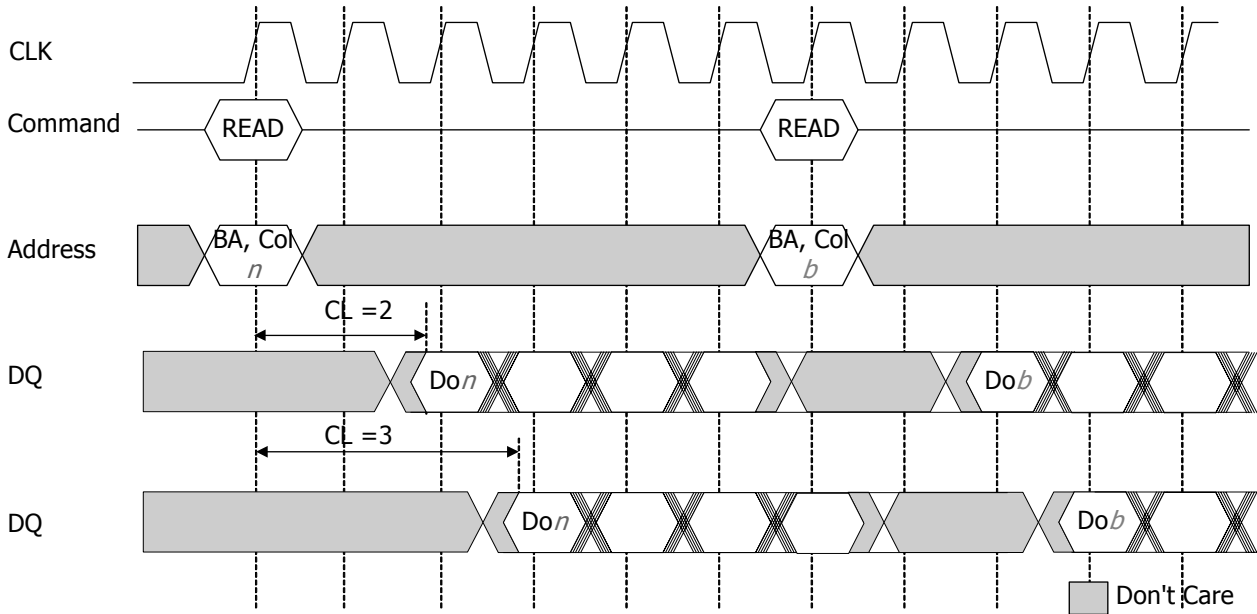 CLK
Command
READ
READ
Address
BA, Col
n
BA, Col
b
CL =2
DQ
Don
Dob
CL =3
DQ
Don
Dob
Don't Care